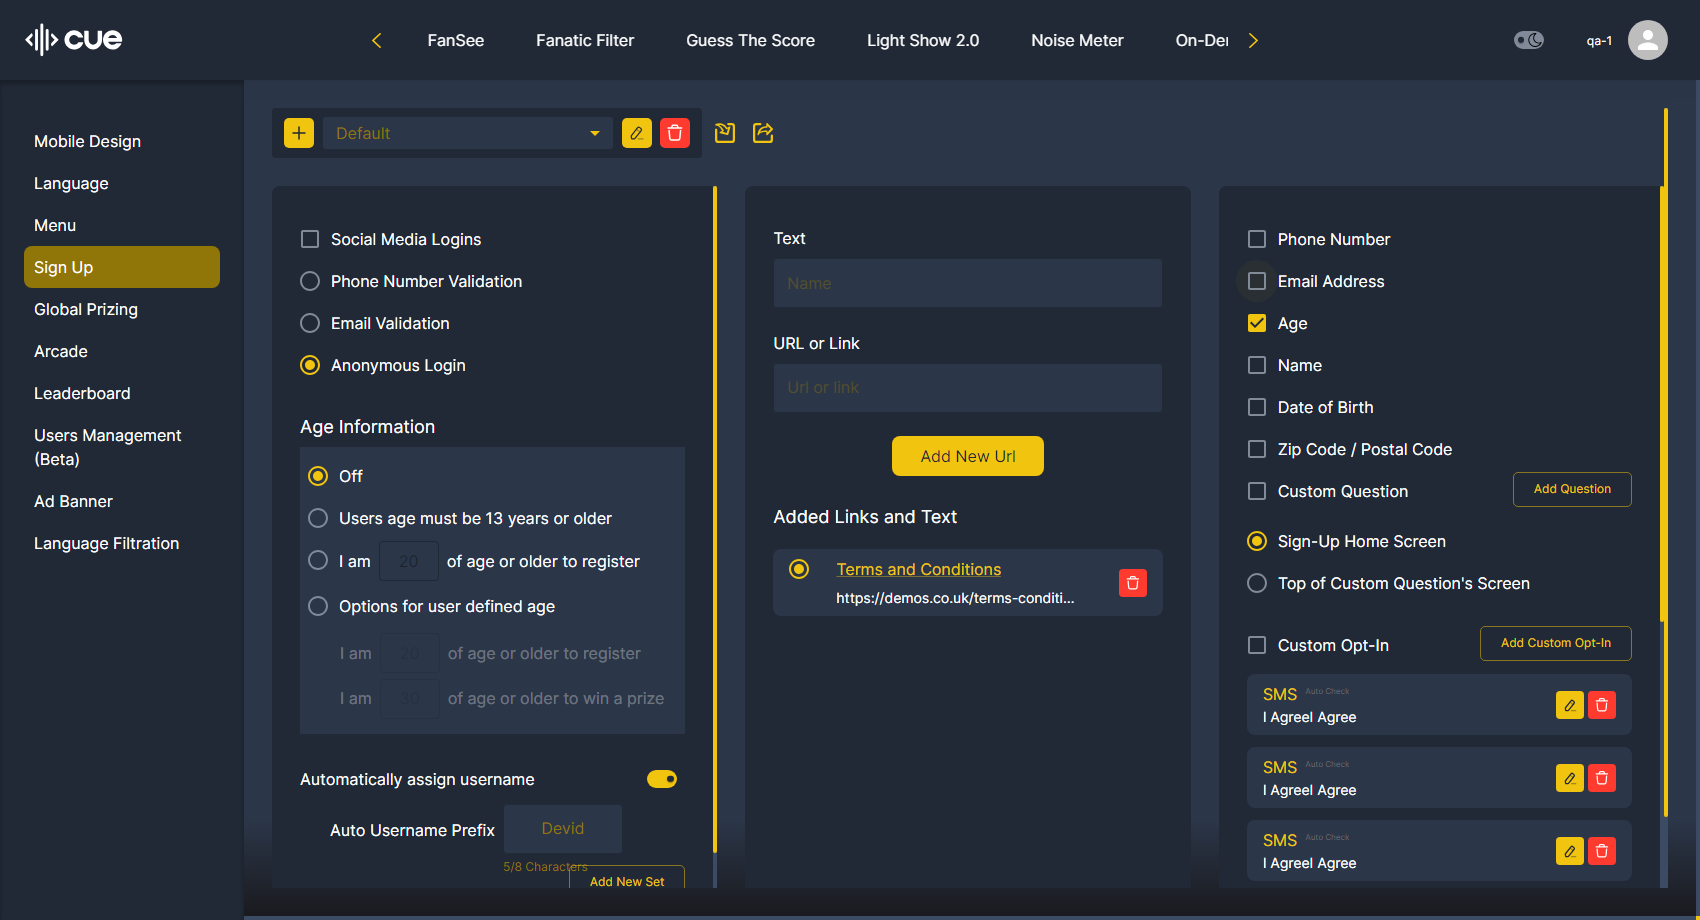 cue
FanSee
Fanatic Filter
Guess The Score
Light Show 2.0
Noise Meter
On-De
qa-1
Mobile Design
Language
Menu
Sign Up
Global Prizing
Arcade
Leaderboard
Users Management
(Beta)
Ad Banner
Language Filtration
Default
Social Media Logins
Phone Number Validation
Email Validation
Anonymous Login
Age Information
Off
Users age must be 13 years or older
I am 20 of age or older to register
Options for user defined age
I am 20 of age or older to register
I am 30 of age or older to win a prize
Automatically assign username
Auto Username Prefix Devid
5/8 Characters
Add New Set
Text
Name
URL or Link
Url or link
Add New Url
Added Links and Text
Terms and Conditions
https://demos.co.uk/terms-conditi...
Phone Number
Email Address
Age
Name
Date of Birth
Zip Code / Postal Code
Custom Question Add Question
Sign-Up Home Screen
Top of Custom Question's Screen
Custom Opt-In Add Custom Opt-In
SMS Auto Check
I AgreeI Agree
SMS Auto Check
I AgreeI Agree
SMS Auto Check
I AgreeI Agree